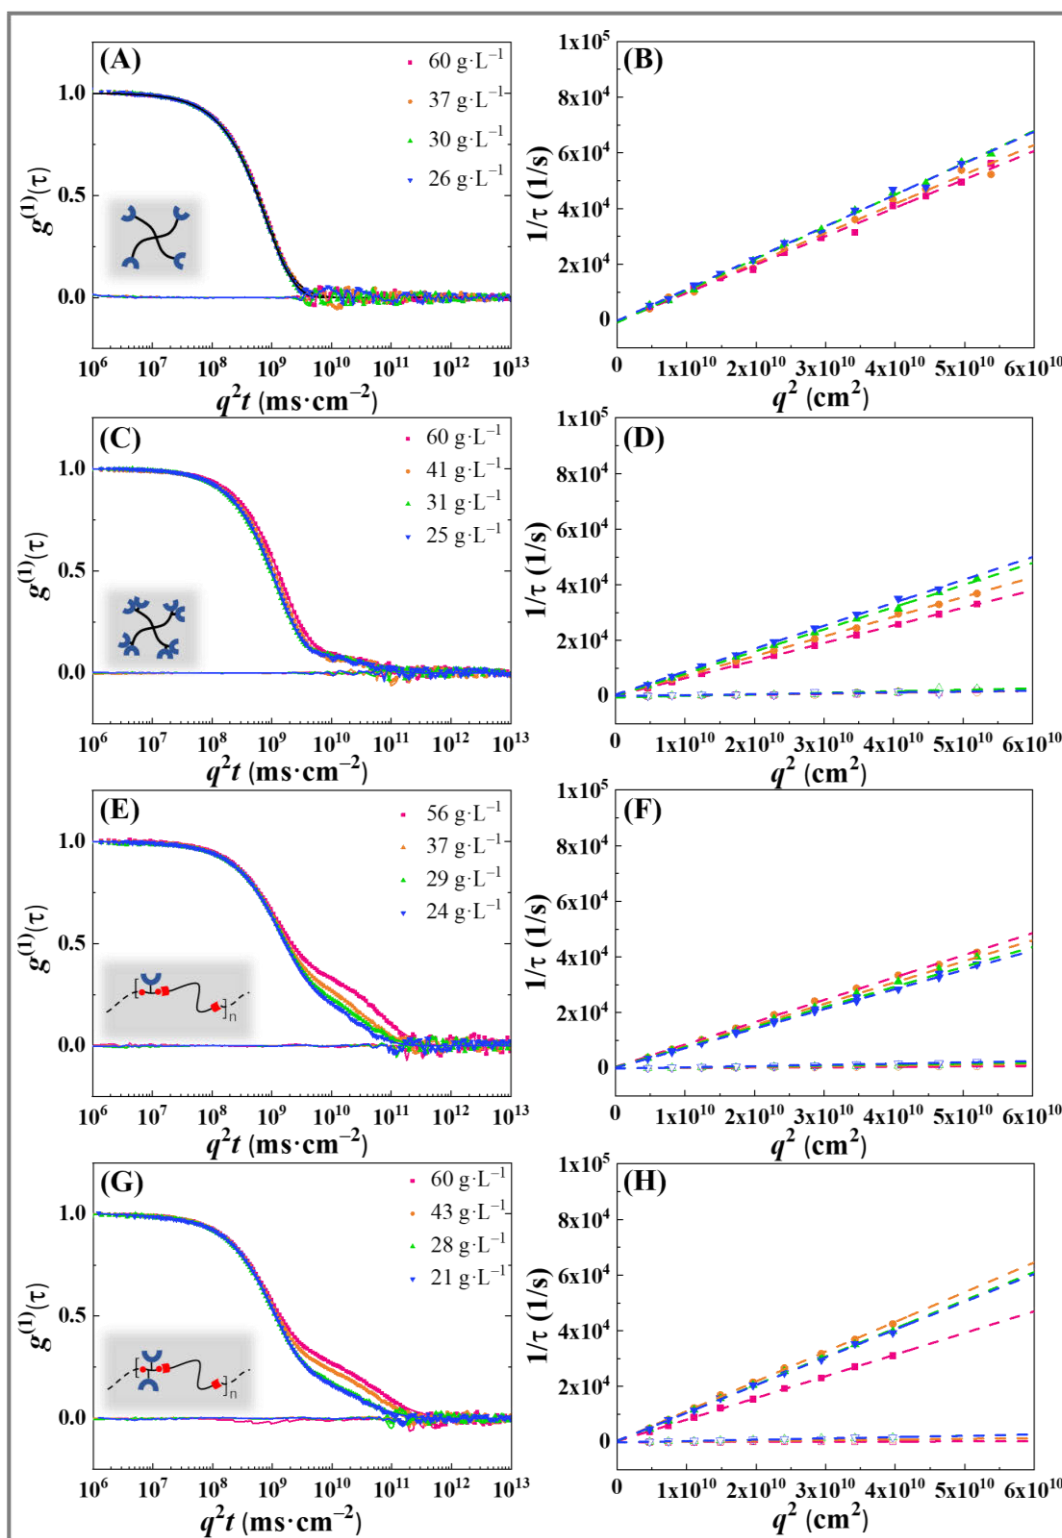 (A)
60 g·L⁻¹
37 g·L⁻¹
30 g·L⁻¹
26 g·L⁻¹
g⁽¹⁾(τ)
1.0
0.5
0.0
10⁶ 10⁷ 10⁸ 10⁹ 10¹⁰ 10¹¹ 10¹² 10¹³
q²t (ms·cm⁻²)
(B)
1/τ (1/s)
1x10⁵
8x10⁴
6x10⁴
4x10⁴
2x10⁴
0
0 1x10¹⁰ 2x10¹⁰ 3x10¹⁰ 4x10¹⁰ 5x10¹⁰ 6x10¹⁰
q² (cm²)
(C)
60 g·L⁻¹
41 g·L⁻¹
31 g·L⁻¹
25 g·L⁻¹
g⁽¹⁾(τ)
1.0
0.5
0.0
10⁶ 10⁷ 10⁸ 10⁹ 10¹⁰ 10¹¹ 10¹² 10¹³
q²t (ms·cm⁻²)
(D)
1/τ (1/s)
1x10⁵
8x10⁴
6x10⁴
4x10⁴
2x10⁴
0
0 1x10¹⁰ 2x10¹⁰ 3x10¹⁰ 4x10¹⁰ 5x10¹⁰ 6x10¹⁰
q² (cm²)
(E)
56 g·L⁻¹
37 g·L⁻¹
29 g·L⁻¹
24 g·L⁻¹
g⁽¹⁾(τ)
1.0
0.5
0.0
[ ]n
10⁶ 10⁷ 10⁸ 10⁹ 10¹⁰ 10¹¹ 10¹² 10¹³
q²t (ms·cm⁻²)
(F)
1/τ (1/s)
1x10⁵
8x10⁴
6x10⁴
4x10⁴
2x10⁴
0
0 1x10¹⁰ 2x10¹⁰ 3x10¹⁰ 4x10¹⁰ 5x10¹⁰ 6x10¹⁰
q² (cm²)
(G)
60 g·L⁻¹
43 g·L⁻¹
28 g·L⁻¹
21 g·L⁻¹
g⁽¹⁾(τ)
1.0
0.5
0.0
[ ]n
10⁶ 10⁷ 10⁸ 10⁹ 10¹⁰ 10¹¹ 10¹² 10¹³
q²t (ms·cm⁻²)
(H)
1/τ (1/s)
1x10⁵
8x10⁴
6x10⁴
4x10⁴
2x10⁴
0
0 1x10¹⁰ 2x10¹⁰ 3x10¹⁰ 4x10¹⁰ 5x10¹⁰ 6x10¹⁰
q² (cm²)